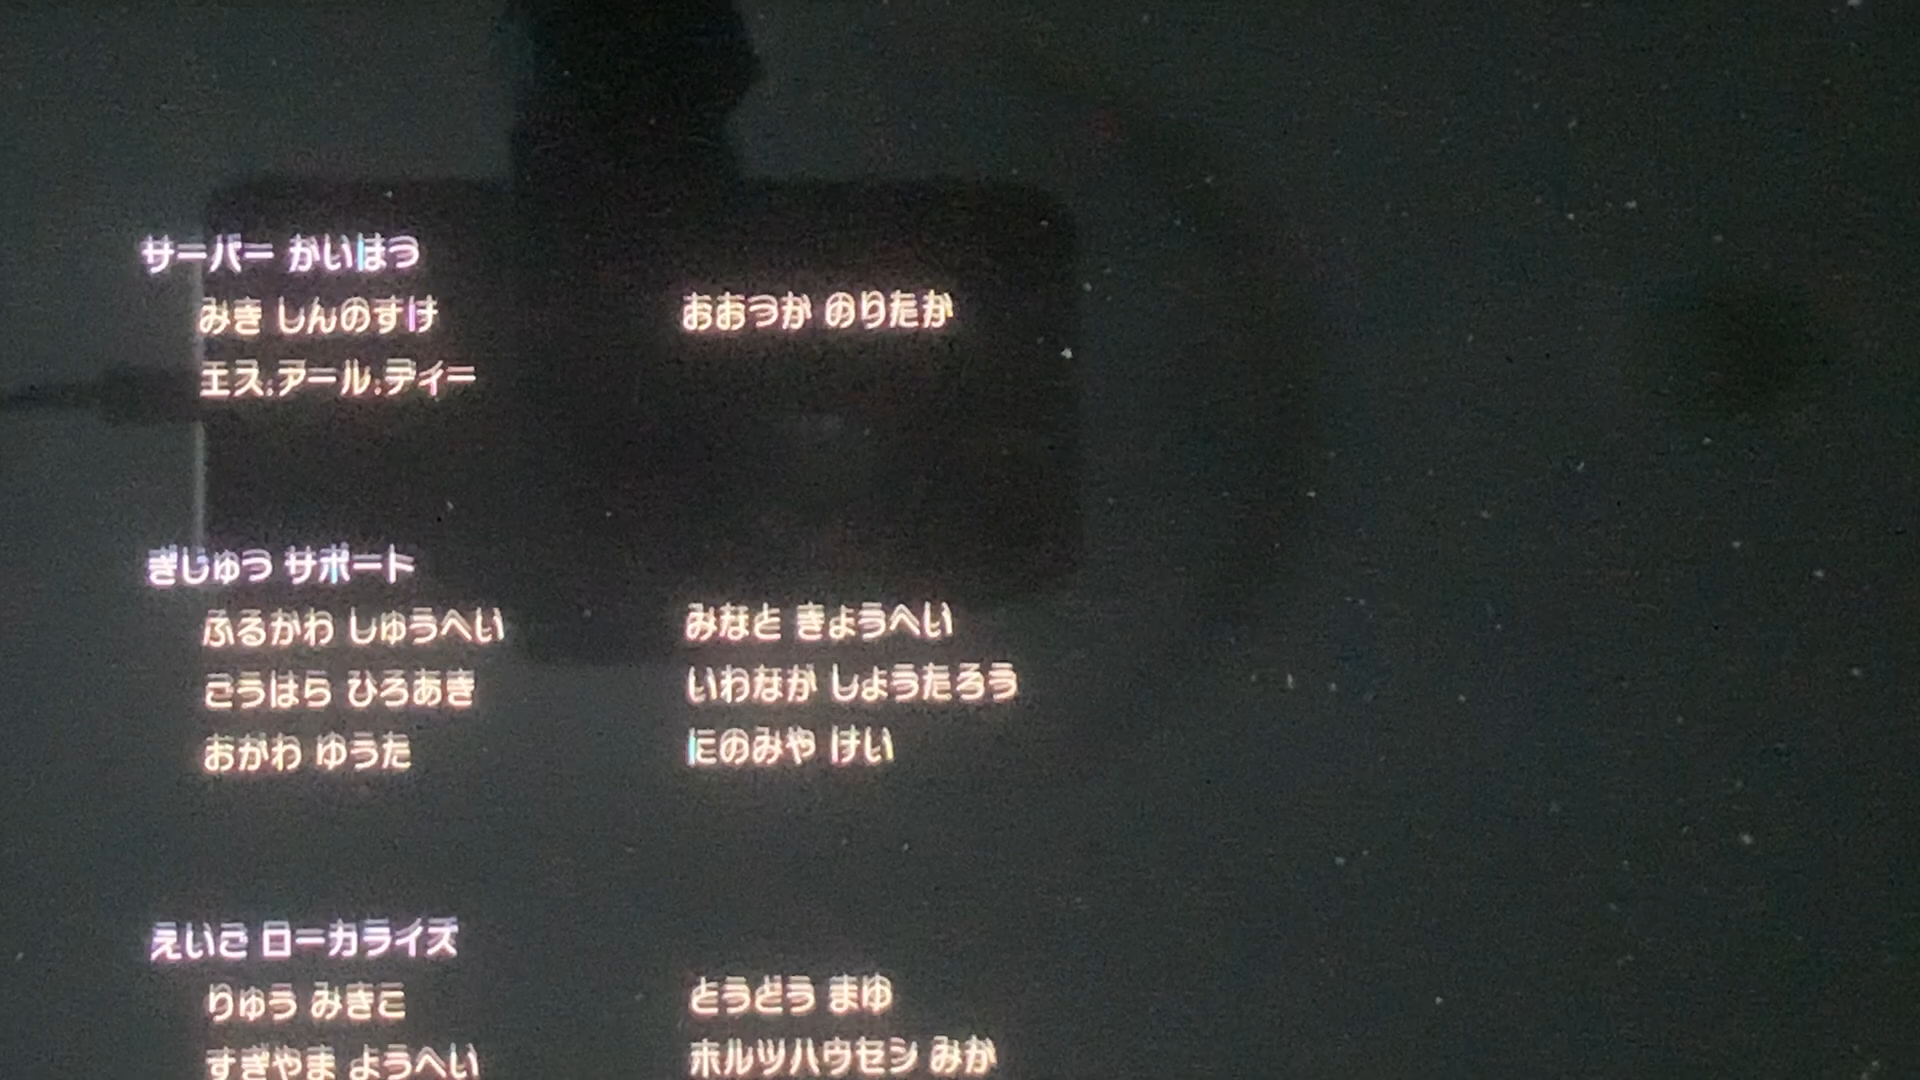 サーバー かいはつ
みき しんのすけ おおつか のりたか
エス.アール.ディー
ぎじゅつ サポート
ふるかわ しゅうへい みなと きょうへい
こうはら ひろあき いわなが しょうたろう
おがわ ゆうた にのみや けい
えいご ローカライズ
りゅう みきこ とうどう まゆ
すぎやま ようへい ホルツハウセン みか